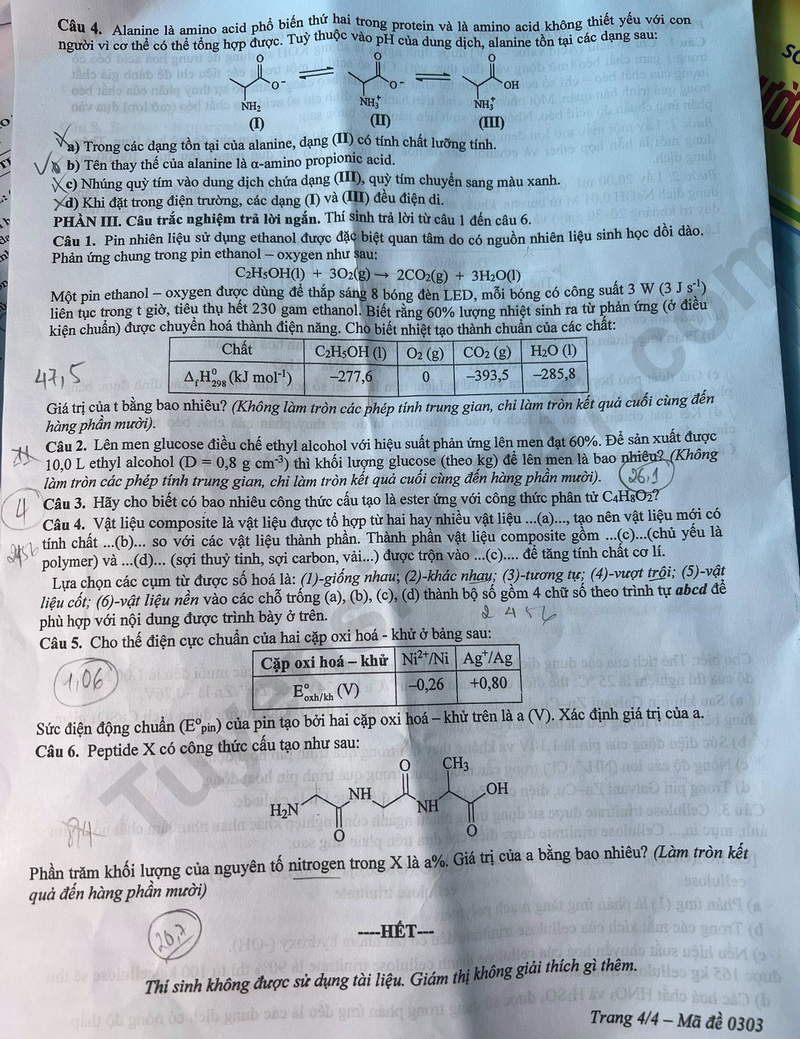 Câu 4. Alanine là amino acid phổ biến thứ hai trong protein và là amino acid không thiết yếu với con
người vì cơ thể có thể tổng hợp được. Tuỳ thuộc vào pH của dung dịch, alanine tồn tại các dạng sau:
O O O
O⁻ O⁻ OH
NH₂ NH₃⁺ NH₃⁺
(I) (II) (III)
a) Trong các dạng tồn tại của alanine, dạng (II) có tính chất lưỡng tính.
b) Tên thay thế của alanine là α-amino propionic acid.
c) Nhúng quỳ tím vào dung dịch chứa dạng (III), quỳ tím chuyển sang màu xanh.
d) Khi đặt trong điện trường, các dạng (I) và (III) đều điện di.
PHẦN III. Câu trắc nghiệm trả lời ngắn. Thí sinh trả lời từ câu 1 đến câu 6.
Câu 1. Pin nhiên liệu sử dụng ethanol được đặc biệt quan tâm do có nguồn nhiên liệu sinh học dồi dào.
Phản ứng chung trong pin ethanol – oxygen như sau:
C₂H₅OH(l) + 3O₂(g) → 2CO₂(g) + 3H₂O(l)
Một pin ethanol – oxygen được dùng để thắp sáng 8 bóng đèn LED, mỗi bóng có công suất 3 W (3 J s⁻¹)
liên tục trong t giờ, tiêu thụ hết 230 gam ethanol. Biết rằng 60% lượng nhiệt sinh ra từ phản ứng (ở điều
kiện chuẩn) được chuyển hoá thành điện năng. Cho biết nhiệt tạo thành chuẩn của các chất:
Chất C₂H₅OH (l) O₂ (g) CO₂ (g) H₂O (l)
ΔfH⁰₂₉₈ (kJ mol⁻¹) –277,6 0 –393,5 –285,8
47,5
Giá trị của t bằng bao nhiêu? (Không làm tròn các phép tính trung gian, chỉ làm tròn kết quả cuối cùng đến
hàng phần mười).
Câu 2. Lên men glucose điều chế ethyl alcohol với hiệu suất phản ứng lên men đạt 60%. Để sản xuất được
10,0 L ethyl alcohol (D = 0,8 g cm⁻³) thì khối lượng glucose (theo kg) để lên men là bao nhiêu? (Không
làm tròn các phép tính trung gian, chỉ làm tròn kết quả cuối cùng đến hàng phần mười).
26,1
4
Câu 3. Hãy cho biết có bao nhiêu công thức cấu tạo là ester ứng với công thức phân tử C₄H₈O₂?
Câu 4. Vật liệu composite là vật liệu được tổ hợp từ hai hay nhiều vật liệu ...(a)..., tạo nên vật liệu mới có
2456 tính chất ...(b)... so với các vật liệu thành phần. Thành phần vật liệu composite gồm ...(c)...(chủ yếu là
polymer) và ...(d)... (sợi thuỷ tinh, sợi carbon, vải...) được trộn vào ...(c).... để tăng tính chất cơ lí.
Lựa chọn các cụm từ được số hoá là: (1)-giống nhau; (2)-khác nhau; (3)-tương tự; (4)-vượt trội; (5)-vật
liệu cốt; (6)-vật liệu nền vào các chỗ trống (a), (b), (c), (d) thành bộ số gồm 4 chữ số theo trình tự abcd để
phù hợp với nội dung được trình bày ở trên.
2 4 5 6
Câu 5. Cho thế điện cực chuẩn của hai cặp oxi hoá - khử ở bảng sau:
Cặp oxi hoá – khử Ni²⁺/Ni Ag⁺/Ag
E°oxh/kh (V) –0,26 +0,80
1,06
Sức điện động chuẩn (E°pin) của pin tạo bởi hai cặp oxi hoá – khử trên là a (V). Xác định giá trị của a.
Câu 6. Peptide X có công thức cấu tạo như sau:
O CH₃
NH OH
H₂N NH
O O
Phần trăm khối lượng của nguyên tố nitrogen trong X là a%. Giá trị của a bằng bao nhiêu? (Làm tròn kết
quả đến hàng phần mười)
20,7
----HẾT---
Thí sinh không được sử dụng tài liệu. Giám thị không giải thích gì thêm.
Trang 4/4 – Mã đề 0303